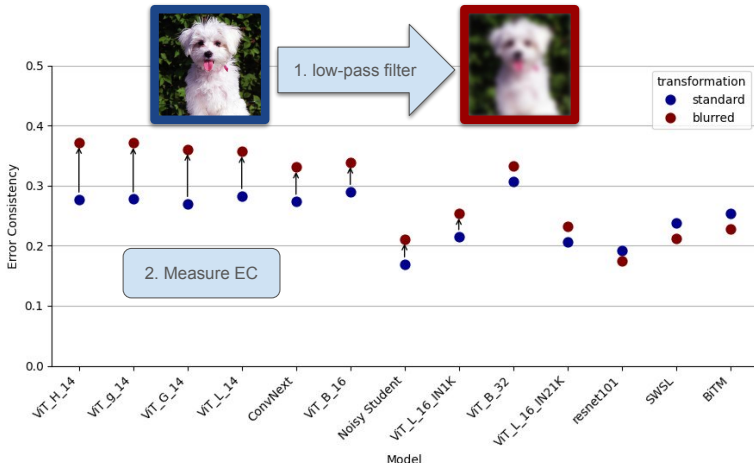 1. low-pass filter
transformation
standard
blurred
0.5
0.4
0.3
0.2
0.1
0.0
Error Consistency
2. Measure EC
ViT_H_14
ViT_g_14
ViT_G_14
ViT_L_14
ConvNext
ViT_B_16
Noisy Student
ViT_L_16_IN1K
ViT_B_32
ViT_L_16_IN21K
resnet101
SWSL
BiTM
Model